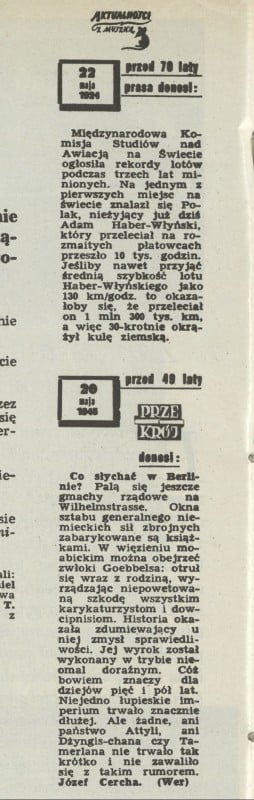 AKTUALNOŚCI
Z MYSZKĄ
22
maja
1924
przed 70 laty
prasa donosi:
Międzynarodowa Ko-
misja Studiów nad
Awiacją na Świecie
ogłosiła rekordy lotów
podczas trzech lat mi-
nionych. Na jednym z
pierwszych miejsc na
świecie znalazł się Po-
lak, nieżyjący już dziś
Adam Haber-Włyński,
który przeleciał na ro-
zmaitych płatowcach
przeszło 10 tys. godzin.
Jeśliby nawet przyjąć
średnią szybkość lotu
Haber-Włyńskiego jako
130 km/godz. to okaza-
łoby się, że przeleciał
on 1 mln 300 tys. km,
a więc 30-krotnie okrą-
żył kulę ziemską.
20
maja
1945
przed 49 laty
PRZE
KRÓJ
donosi:
Co słychać w Berli-
nie? Palą się jeszcze
gmachy rządowe na
Wilhelmstrasse. Okna
sztabu generalnego nie-
mieckich sił zbrojnych
zabarykowane są książ-
kami. W więzieniu mo-
abickim można obejrzeć
zwłoki Goebbelsa: otruł
się wraz z rodziną, wy-
rządzając niepowetowa-
ną szkodę wszystkim
karykaturzystom i dow-
cipnisiom. Historia oka-
zała zdumiewający u
niej zmysł sprawiedli-
wości. Jej wyrok został
wykonany w trybie nie-
omal doraźnym. Cóż
bowiem znaczy dla
dziejów pięć i pół lat.
Niejedno łupieskie im-
perium trwało znacznie
dłużej. Ale żadne, ani
państwo Attyli, ani
Dżyngis-chana czy Ta-
merlana nie trwało tak
krótko i nie zawaliło
się z takim rumorem.
Józef Cercha. (Wer)